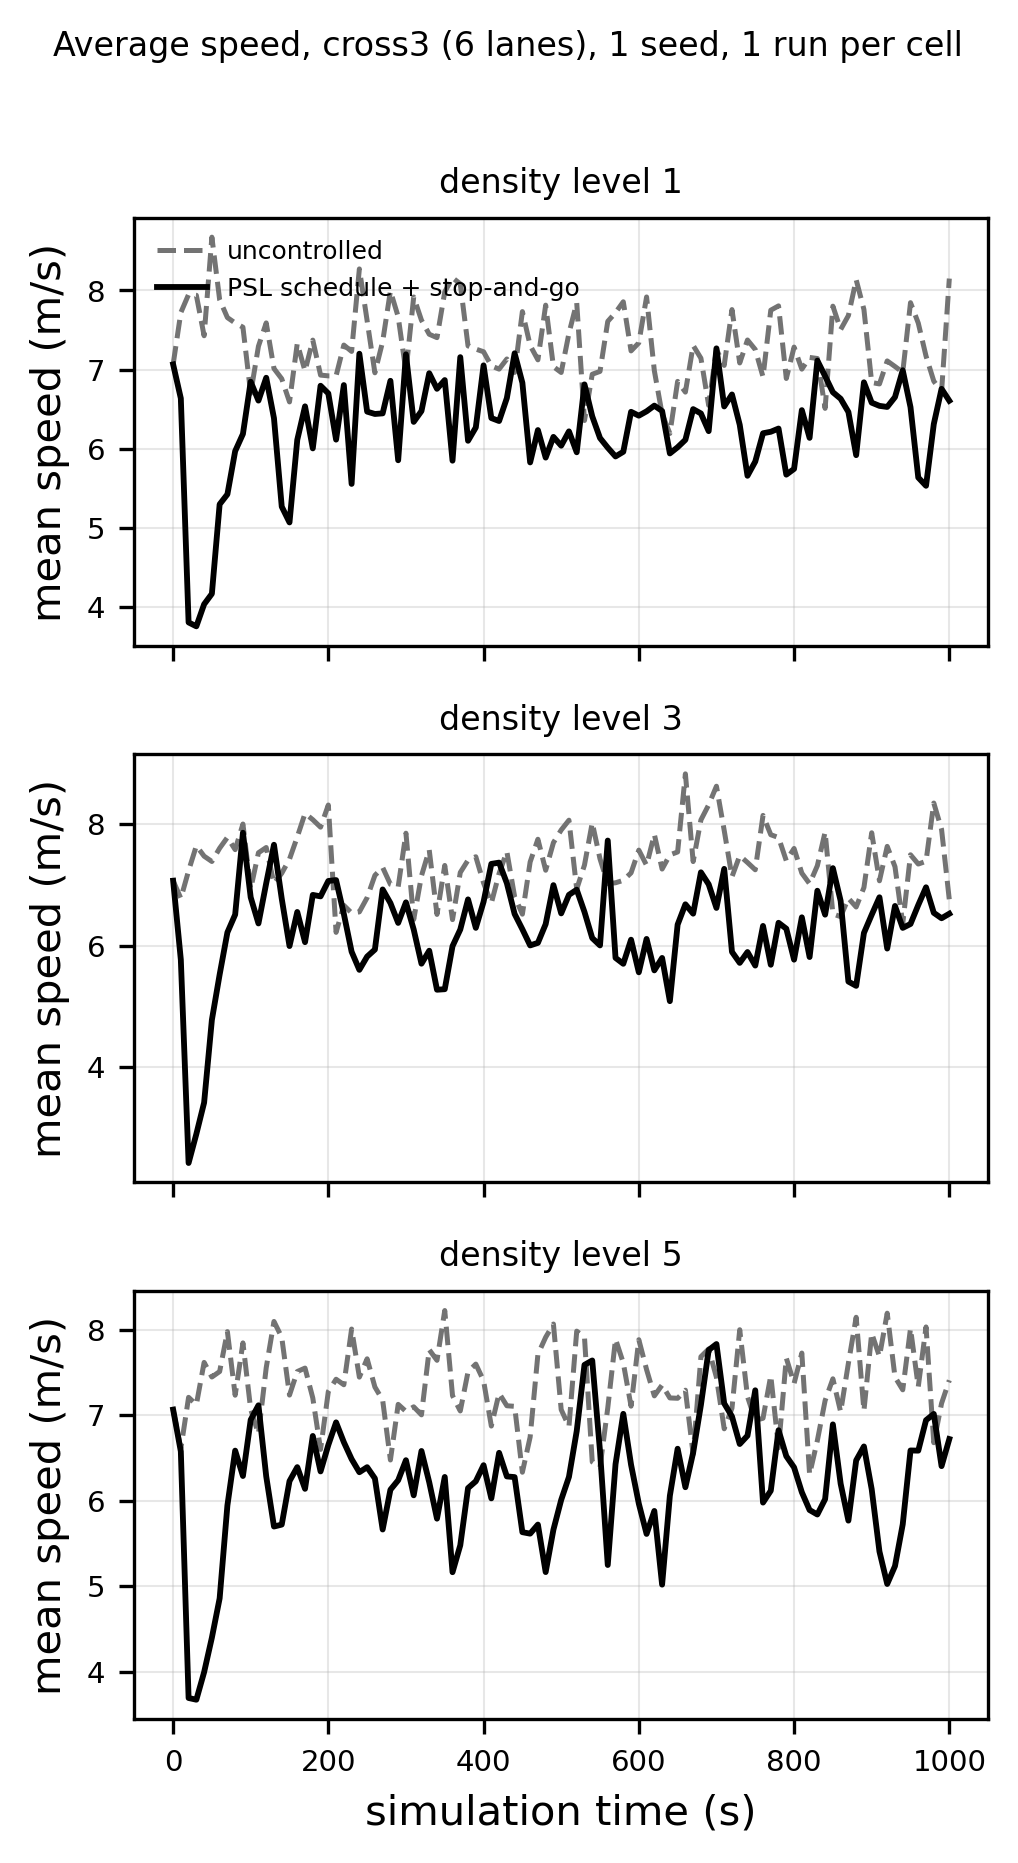 Average speed, cross3 (6 lanes), 1 seed, 1 run per cell
density level 1
mean speed (m/s)
8
7
6
5
4
uncontrolled
PSL schedule + stop-and-go
density level 3
mean speed (m/s)
8
6
4
density level 5
mean speed (m/s)
8
7
6
5
4
0 200 400 600 800 1000
simulation time (s)